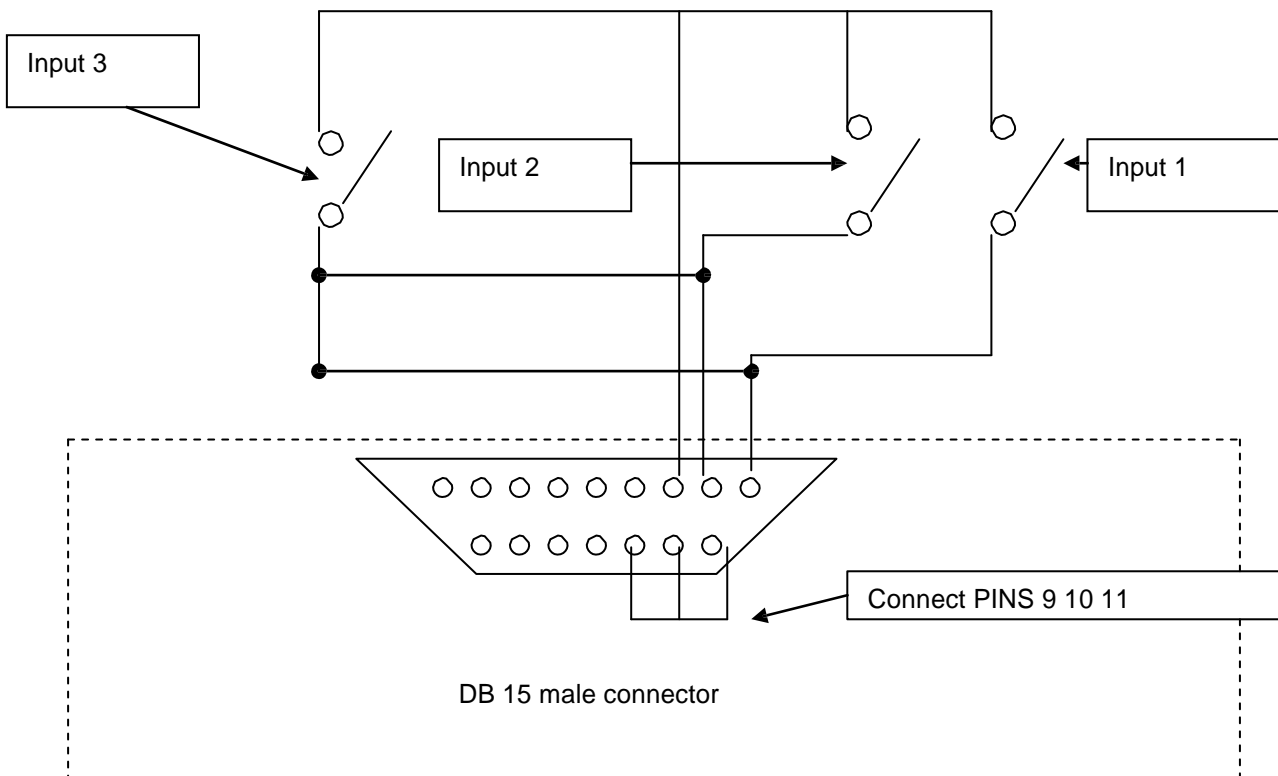 Input 3
Input 2
Input 1
Connect PINS 9 10 11
DB 15 male connector